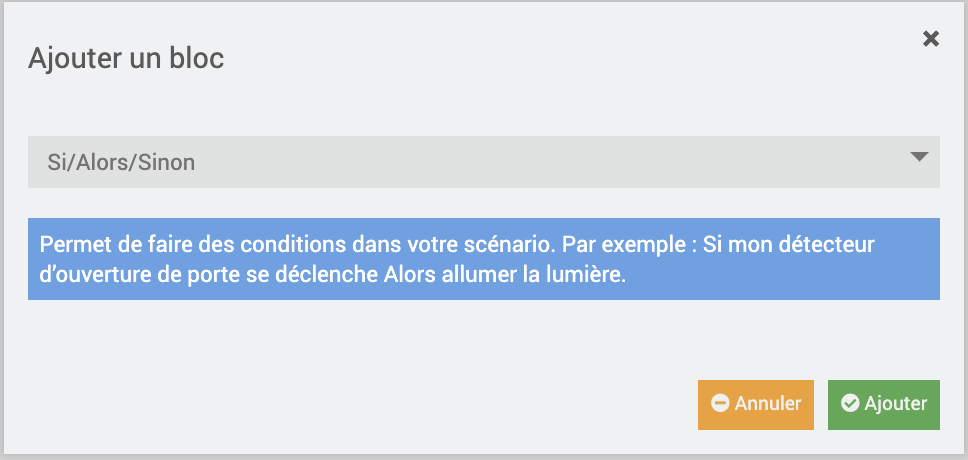 Ajouter un bloc
Si/Alors/Sinon
Permet de faire des conditions dans votre scénario. Par exemple : Si mon détecteur
d’ouverture de porte se déclenche Alors allumer la lumière.
Annuler
Ajouter